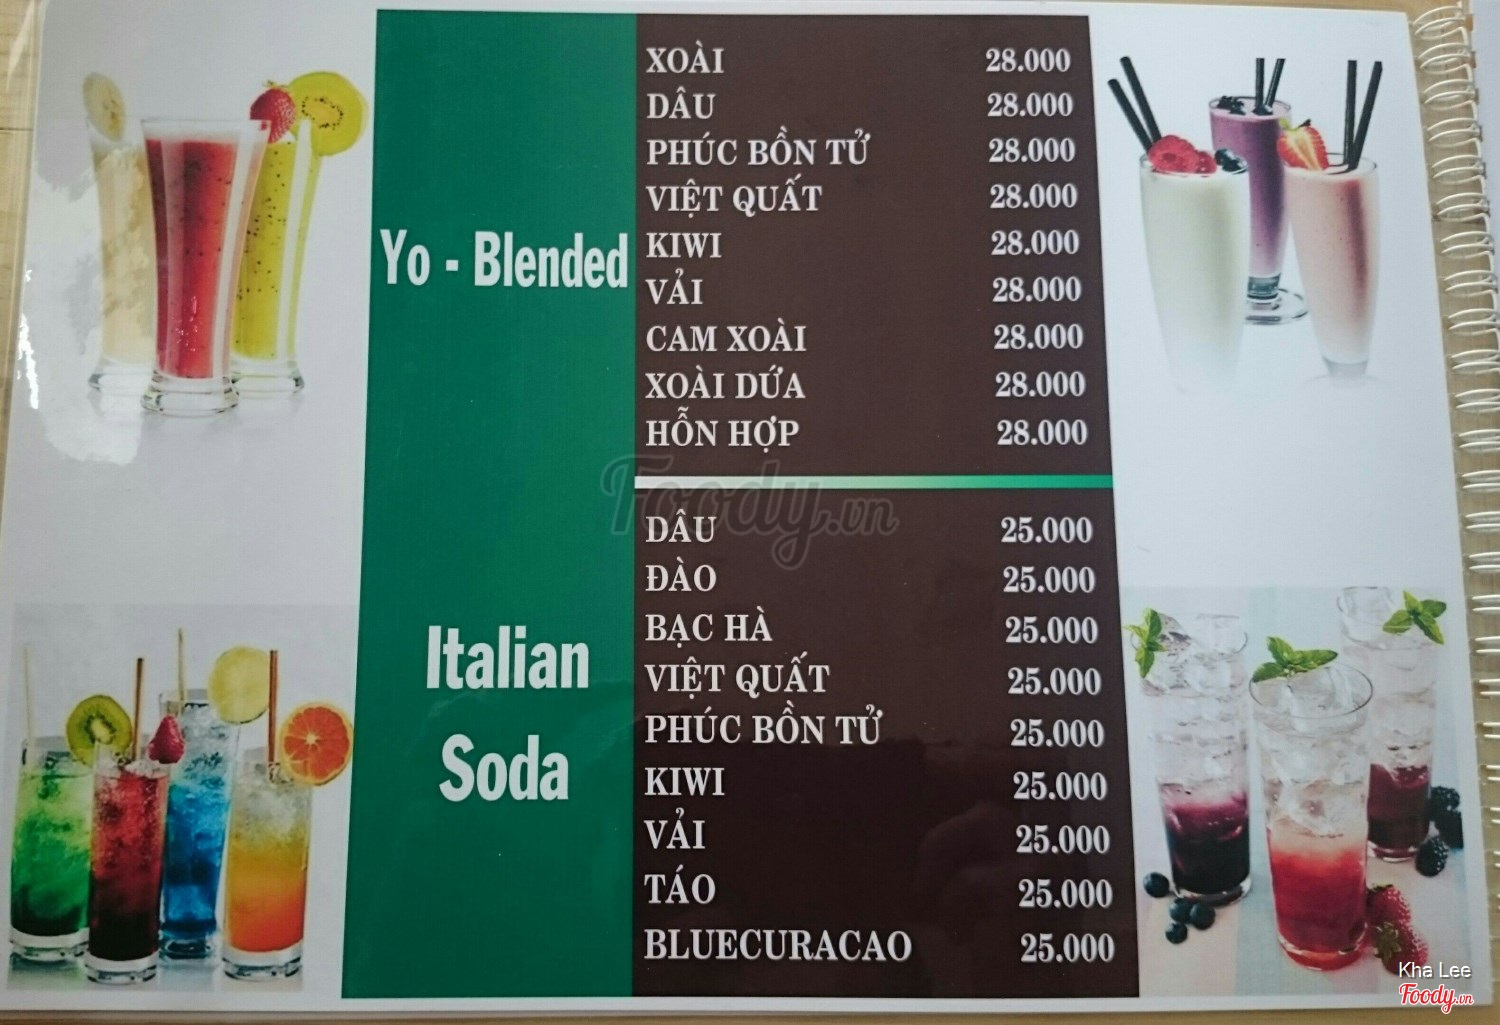 Yo - Blended
XOÀI 28.000
DÂU 28.000
PHÚC BỒN TỬ 28.000
VIỆT QUẤT 28.000
KIWI 28.000
VẢI 28.000
CAM XOÀI 28.000
XOÀI DỨA 28.000
HỖN HỢP 28.000
Foody.vn
Italian
Soda
DÂU 25.000
ĐÀO 25.000
BẠC HÀ 25.000
VIỆT QUẤT 25.000
PHÚC BỒN TỬ 25.000
KIWI 25.000
VẢI 25.000
TÁO 25.000
BLUECURACAO 25.000
Kha Lee
Foody.vn